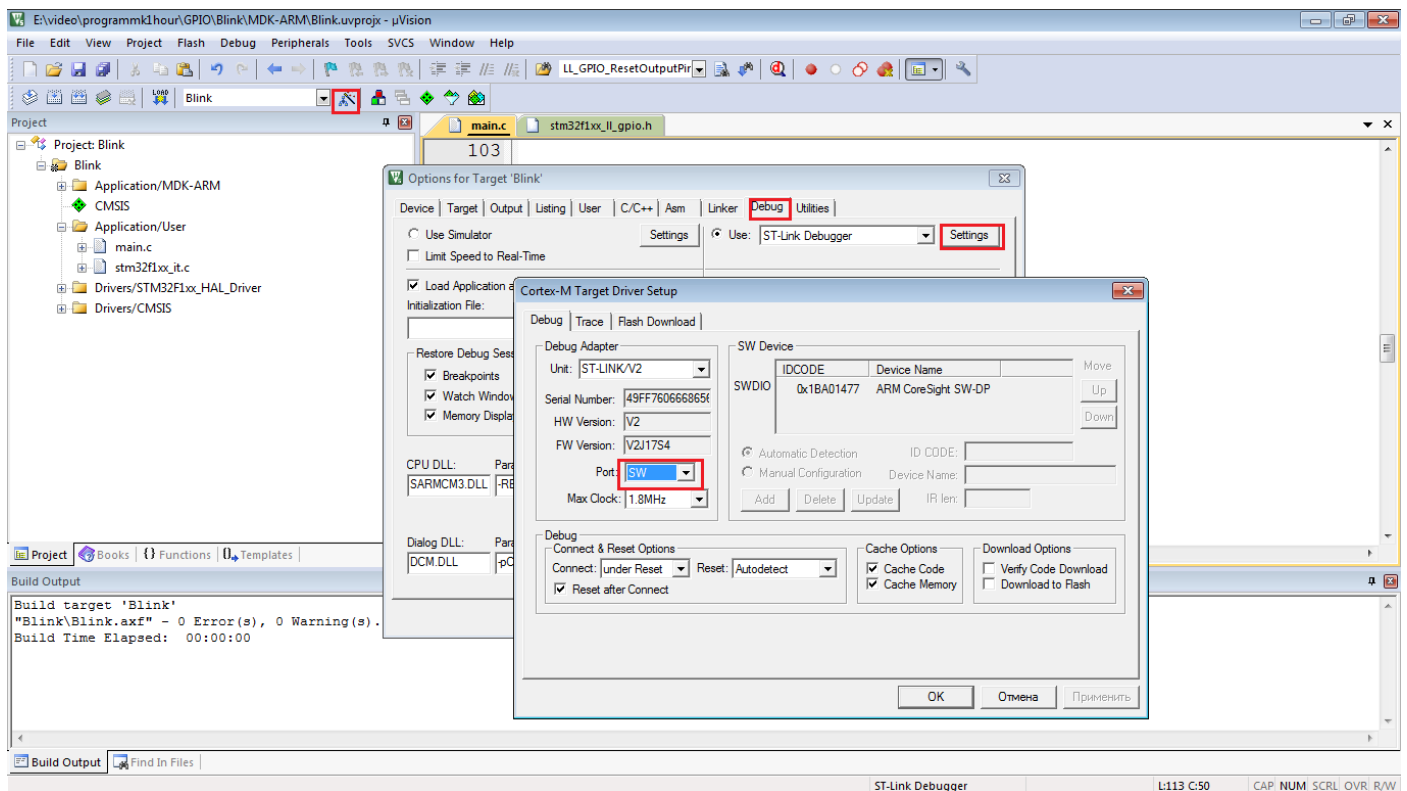 E:\video\programmk1hour\GPIO\Blink\MDK-ARM\Blink.uvprojx - µVision
File Edit View Project Flash Debug Peripherals Tools SVCS Window Help
LL_GPIO_ResetOutputPir
LOAD Blink
Project
main.c stm32f1xx_ll_gpio.h
Project: Blink
103
Blink
Application/MDK-ARM
CMSIS
Application/User
main.c
stm32f1xx_it.c
Drivers/STM32F1xx_HAL_Driver
Drivers/CMSIS
Options for Target 'Blink'
Device Target Output Listing User C/C++ Asm Linker Debug Utilities
Use Simulator Settings Use: ST-Link Debugger Settings
Limit Speed to Real-Time
Load Application a
Initialization File:
Restore Debug Sess
Breakpoints
Watch Window
Memory Displa
CPU DLL: Para
SARMCM3.DLL -RE
Dialog DLL: Para
DCM.DLL -pC
Cortex-M Target Driver Setup
Debug Trace Flash Download
Debug Adapter
Unit: ST-LINK/V2
Serial Number: 49FF7606668656
HW Version: V2
FW Version: V2J17S4
Port: SW
Max Clock: 1.8MHz
SW Device
IDCODE Device Name Move
SWDIO 0x1BA01477 ARM CoreSight SW-DP Up
Down
Automatic Detection ID CODE:
Manual Configuration Device Name:
Add Delete Update IR len:
Debug
Connect & Reset Options
Connect: under Reset Reset: Autodetect
Reset after Connect
Cache Options
Cache Code
Cache Memory
Download Options
Verify Code Download
Download to Flash
OK Отмена Применить
Project Books {} Functions Templates
Build Output
Build target 'Blink'
"Blink\Blink.axf" - 0 Error(s), 0 Warning(s).
Build Time Elapsed: 00:00:00
Build Output Find In Files
ST-Link Debugger L:113 C:50 CAP NUM SCRL OVR R/W